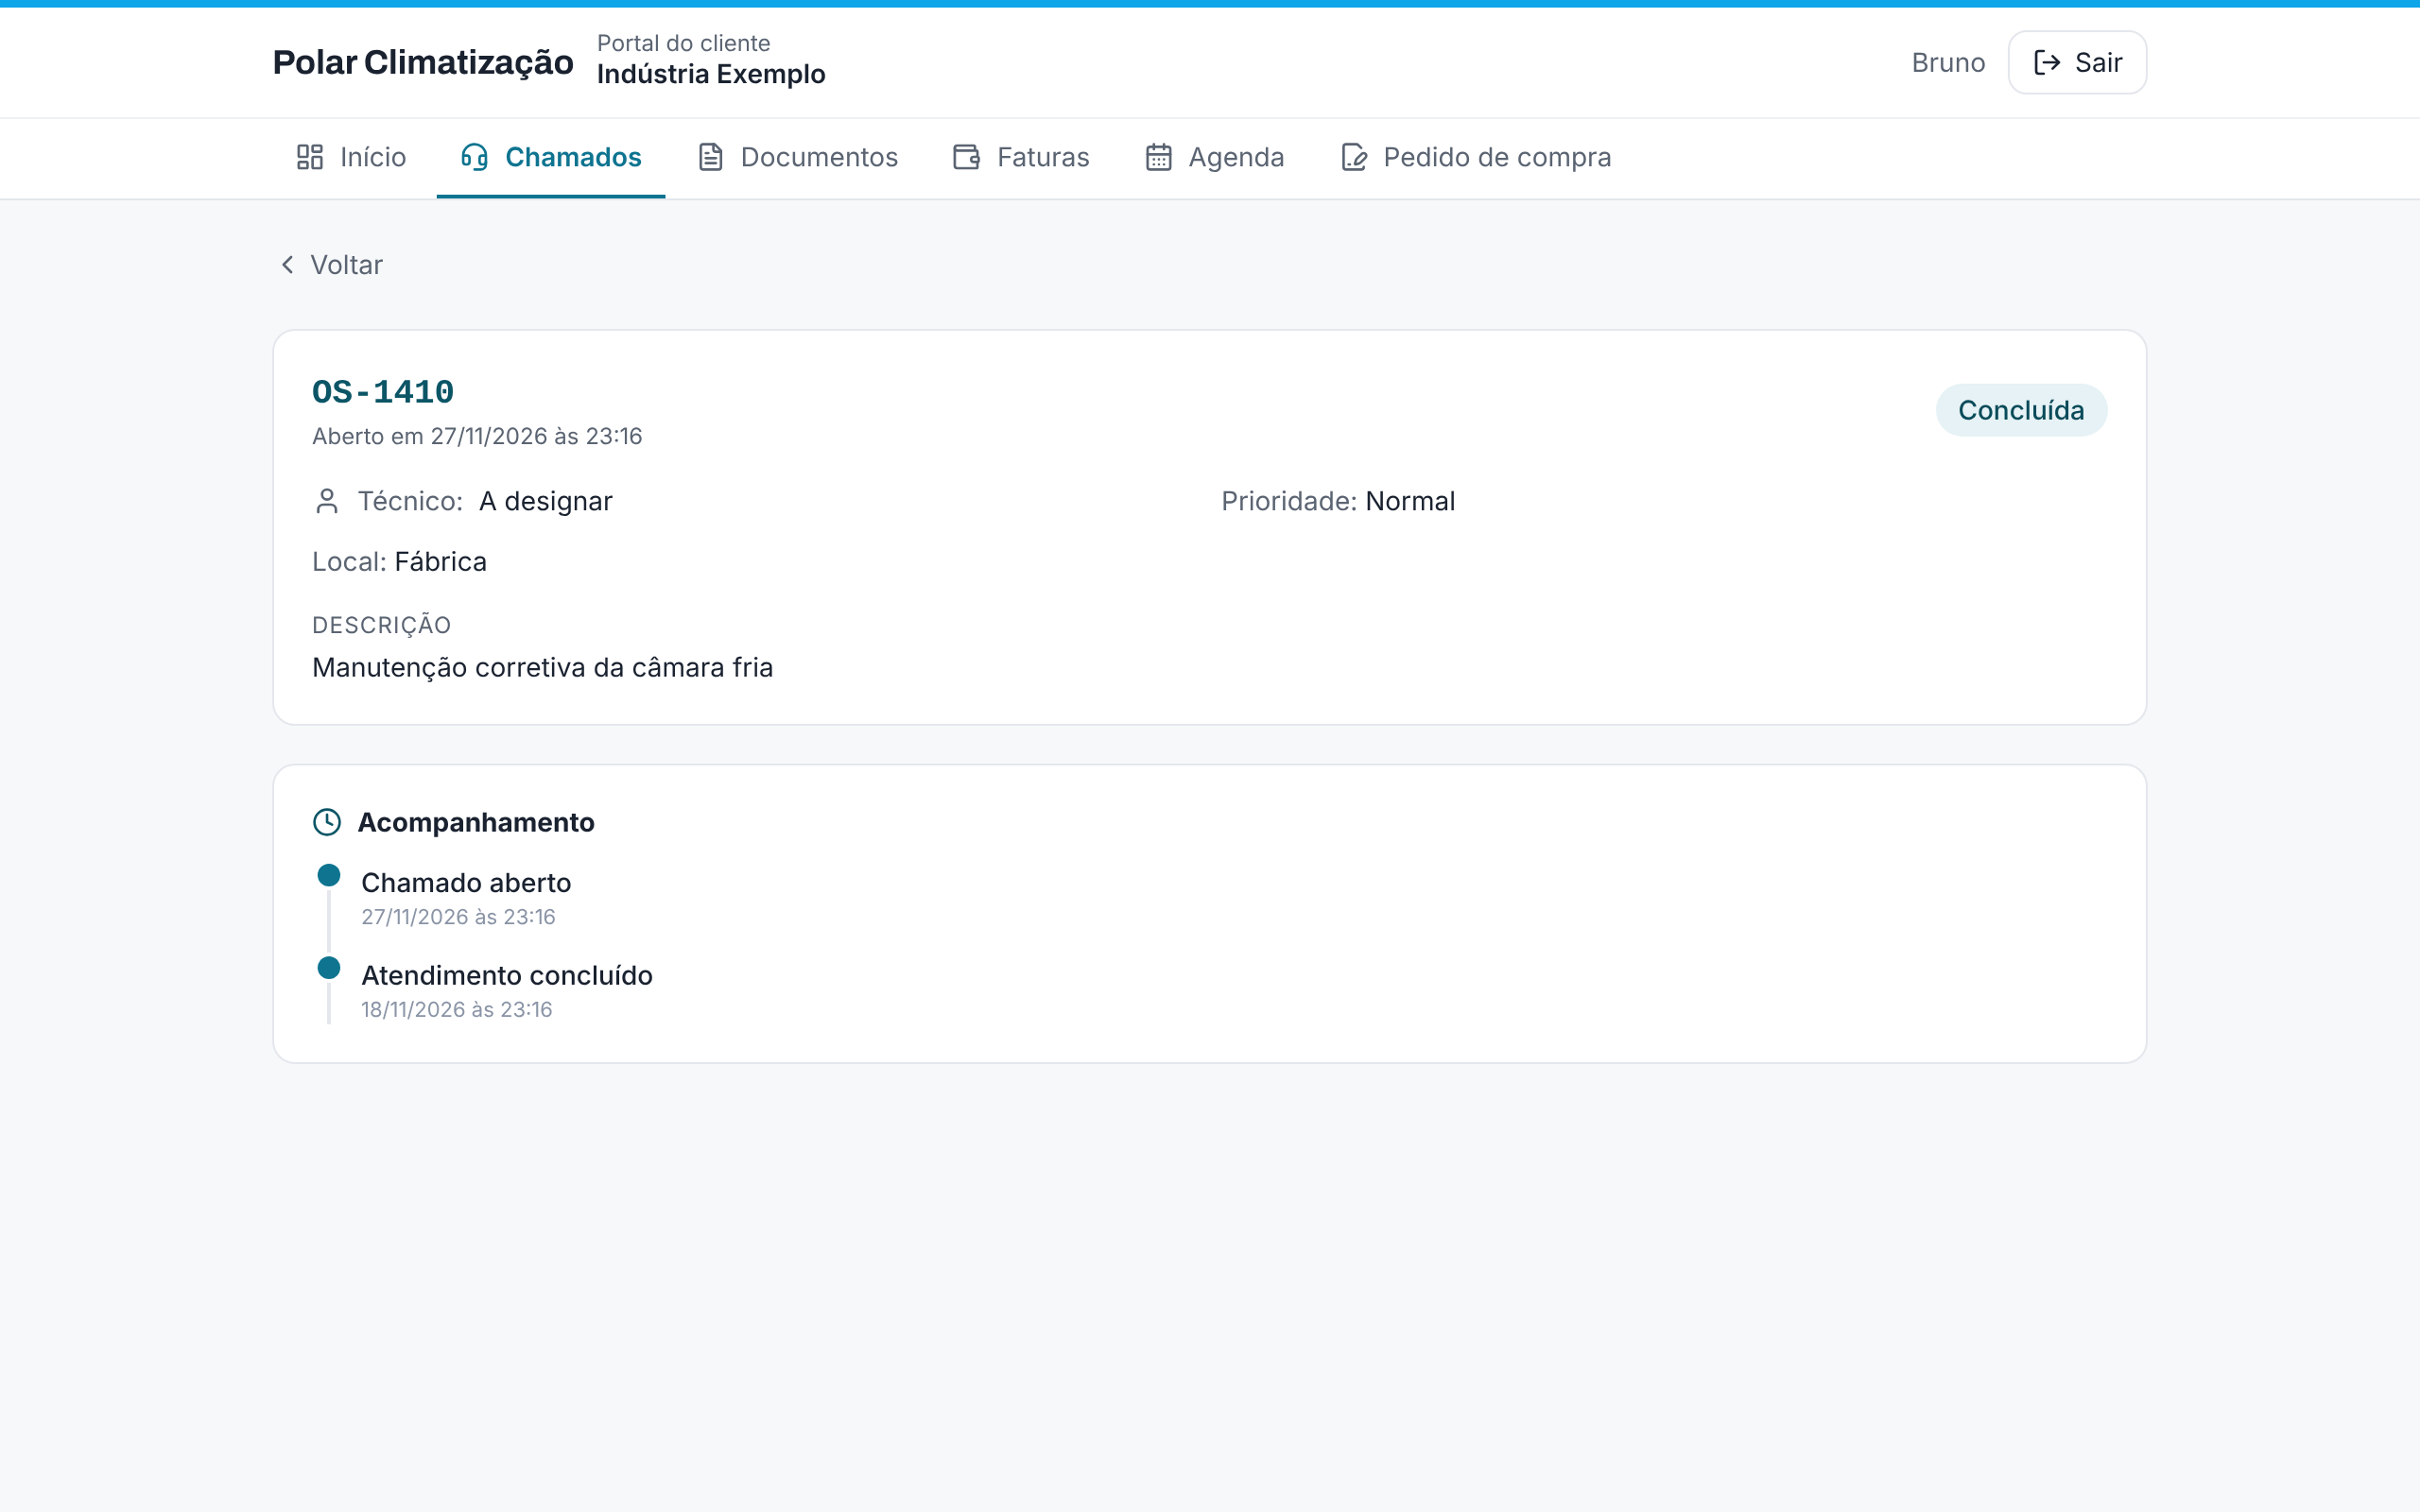 Polar Climatização
Portal do cliente
Indústria Exemplo
Bruno
Sair
Início
Chamados
Documentos
Faturas
Agenda
Pedido de compra
Voltar
OS-1410
Aberto em 27/11/2026 às 23:16
Concluída
Técnico: A designar
Prioridade: Normal
Local: Fábrica
DESCRIÇÃO
Manutenção corretiva da câmara fria
Acompanhamento
Chamado aberto
27/11/2026 às 23:16
Atendimento concluído
18/11/2026 às 23:16